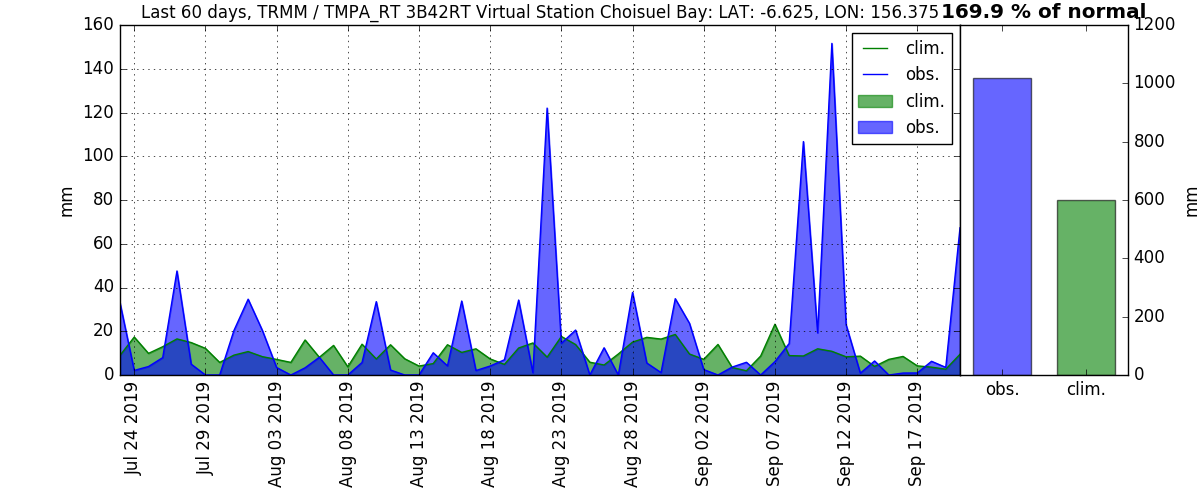 Last 60 days, TRMM / TMPA_RT 3B42RT Virtual Station Choisuel Bay: LAT: -6.625, LON: 156.375
169.9 % of normal
160
140
120
100
80
60
40
20
0
mm
clim.
obs.
clim.
obs.
Jul 24 2019
Jul 29 2019
Aug 03 2019
Aug 08 2019
Aug 13 2019
Aug 18 2019
Aug 23 2019
Aug 28 2019
Sep 02 2019
Sep 07 2019
Sep 12 2019
Sep 17 2019
1200
1000
800
600
400
200
0
mm
obs.
clim.